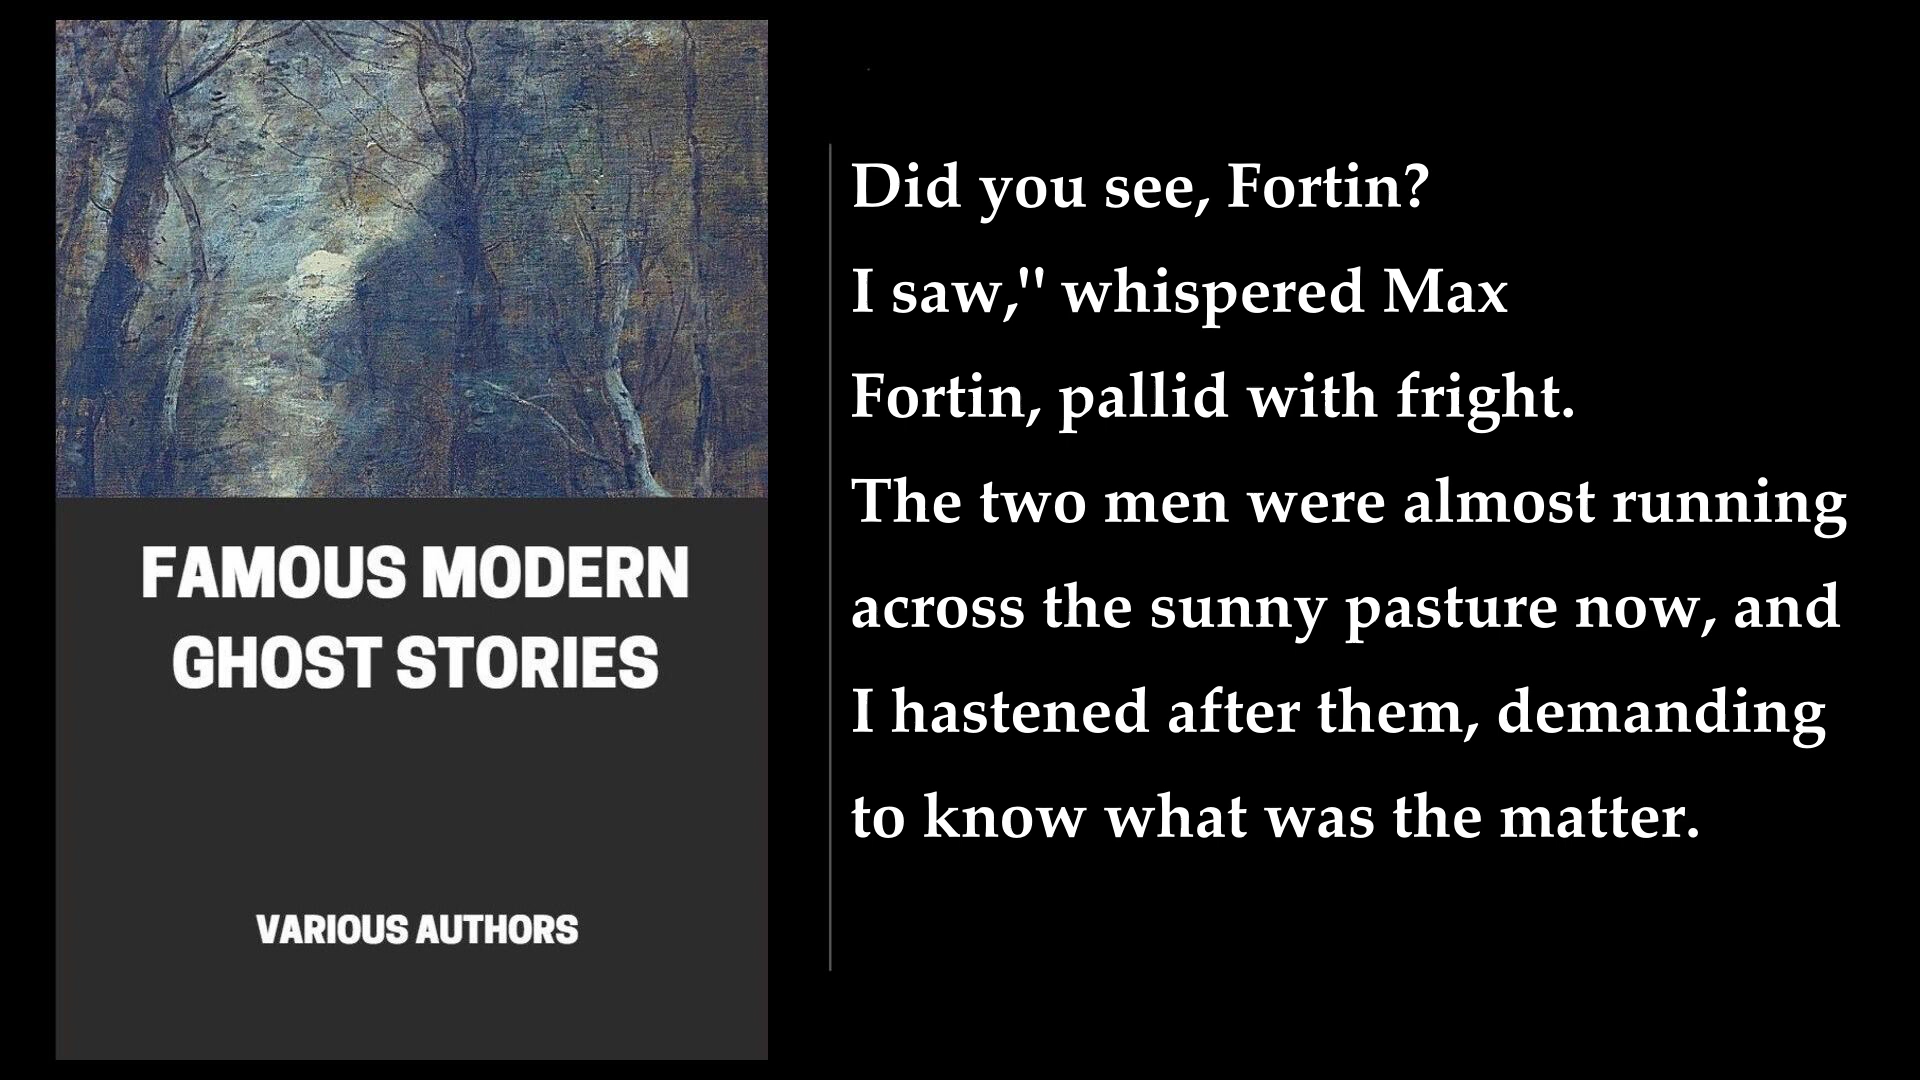 FAMOUS MODERN
GHOST STORIES
VARIOUS AUTHORS
Did you see, Fortin?
I saw," whispered Max
Fortin, pallid with fright.
The two men were almost running
across the sunny pasture now, and
I hastened after them, demanding
to know what was the matter.